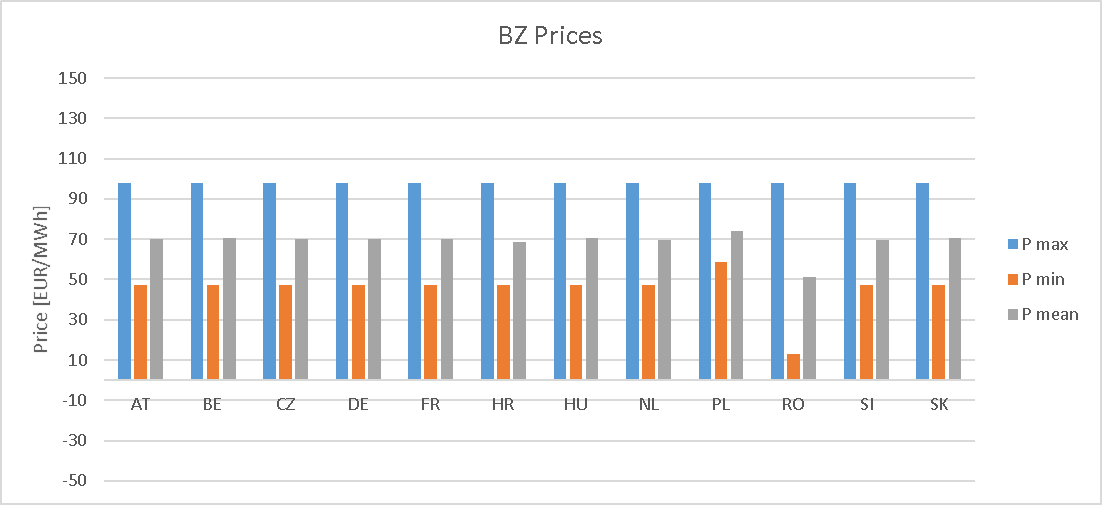 BZ Prices
Price [EUR/MWh]
150
130
110
90
70
50
30
10
-10
-30
-50
AT BE CZ DE FR HR HU NL PL RO SI SK
P max
P min
P mean